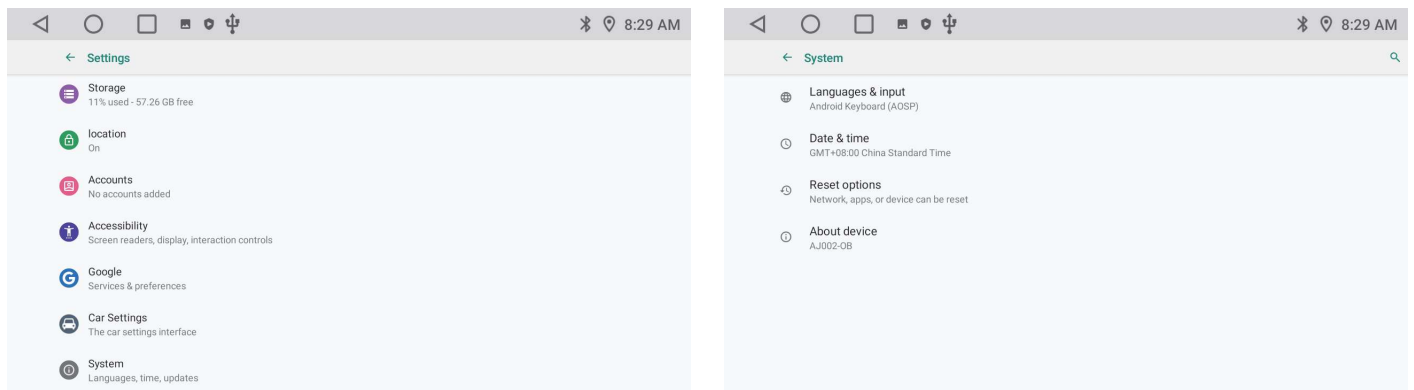 8:29 AM
Settings
Storage
11% used - 57.26 GB free
location
On
Accounts
No accounts added
Accessibility
Screen readers, display, interaction controls
Google
Services & preferences
Car Settings
The car settings interface
System
Languages, time, updates
8:29 AM
System
Languages & input
Android Keyboard (AOSP)
Date & time
GMT+08:00 China Standard Time
Reset options
Network, apps, or device can be reset
About device
AJ002-OB